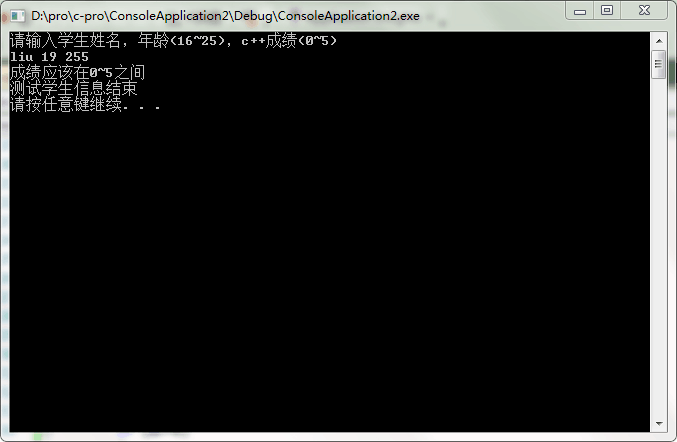 D:\pro\c-pro\ConsoleApplication2\Debug\ConsoleApplication2.exe
请输入学生姓名，年龄(16~25)，c++成绩(0~5)
liu 19 255
成绩应该在0~5之间
测试学生信息结束
请按任意键继续. . .